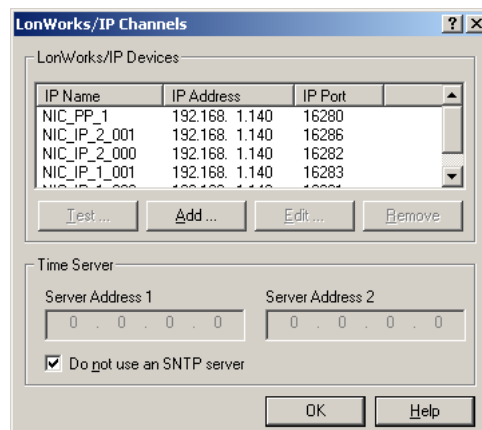 LonWorks/IP Channels
LonWorks/IP Devices
IP Name IP Address IP Port
NIC_PP_1 192.168. 1.140 16280
NIC_IP_2_001 192.168. 1.140 16286
NIC_IP_2_000 192.168. 1.140 16282
NIC_IP_1_001 192.168. 1.140 16283
Test ... Add ... Edit ... Remove
Time Server
Server Address 1 Server Address 2
0 . 0 . 0 . 0 0 . 0 . 0 . 0
Do not use an SNTP server
OK Help